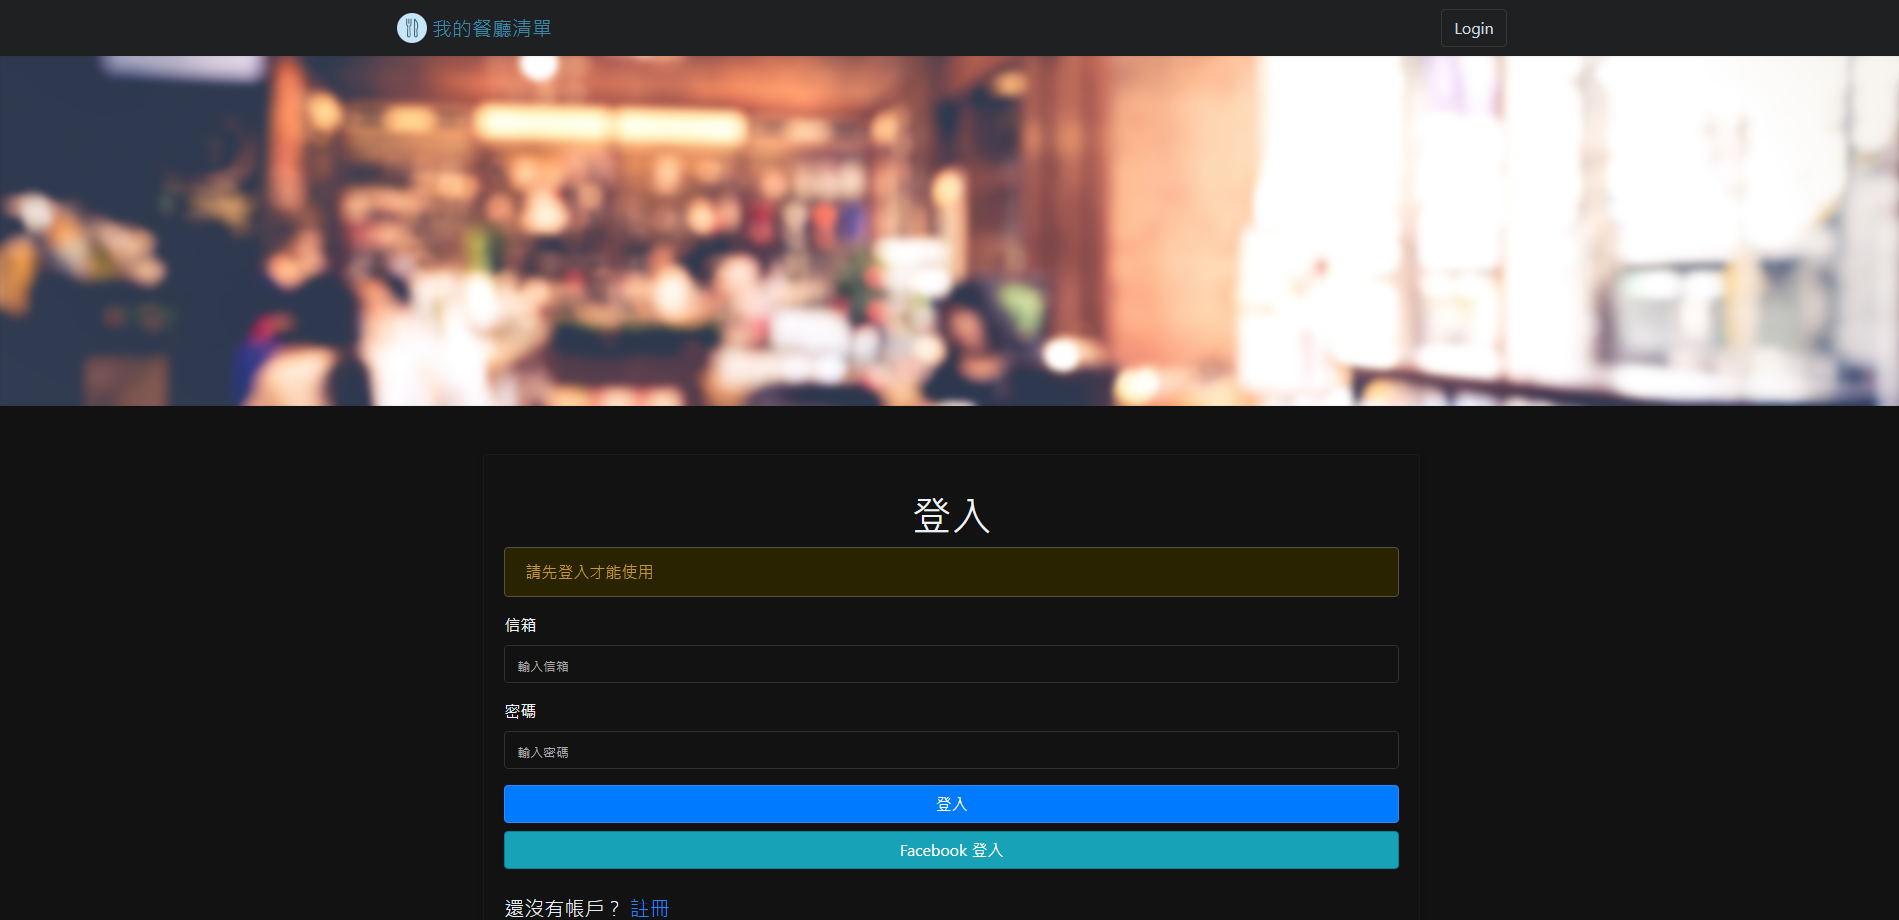 我的餐廳清單
Login
登入
請先登入才能使用
信箱
輸入信箱
密碼
輸入密碼
登入
Facebook 登入
還沒有帳戶？ 註冊